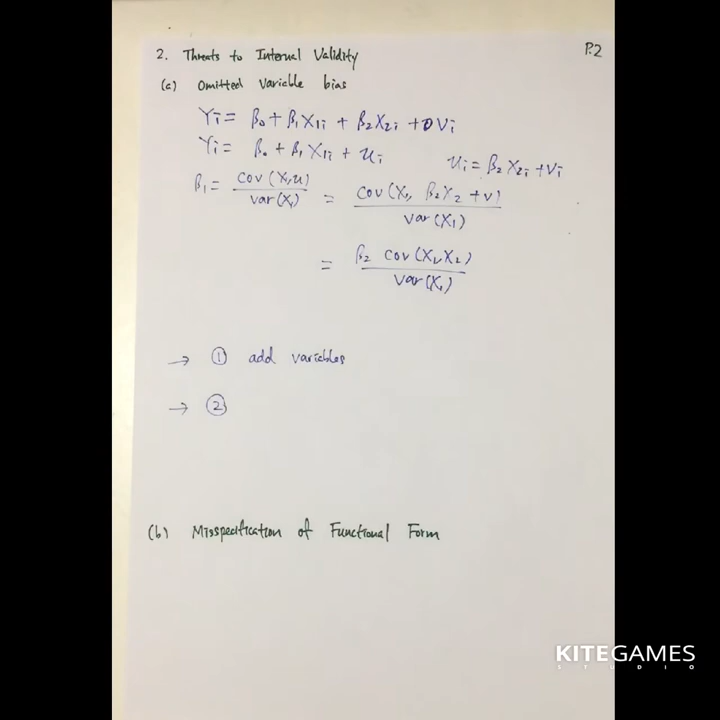 P.2
2. Threats to Internal Validity
(a) Omitted Variable bias
Yi = β0 + β1X1i + β2X2i + 0Vi
Yi = β0 + β1X1i + ui
ui = β2X2i + Vi
β1 = cov(X,u) / var(X1) = cov(X1, β2X2 + v) / var(X1)
= β2 cov(X1,X2) / var(X1)
→ ① add variables
→ ②
(b) Misspecification of Functional Form
KITEGAMES
STUDIO